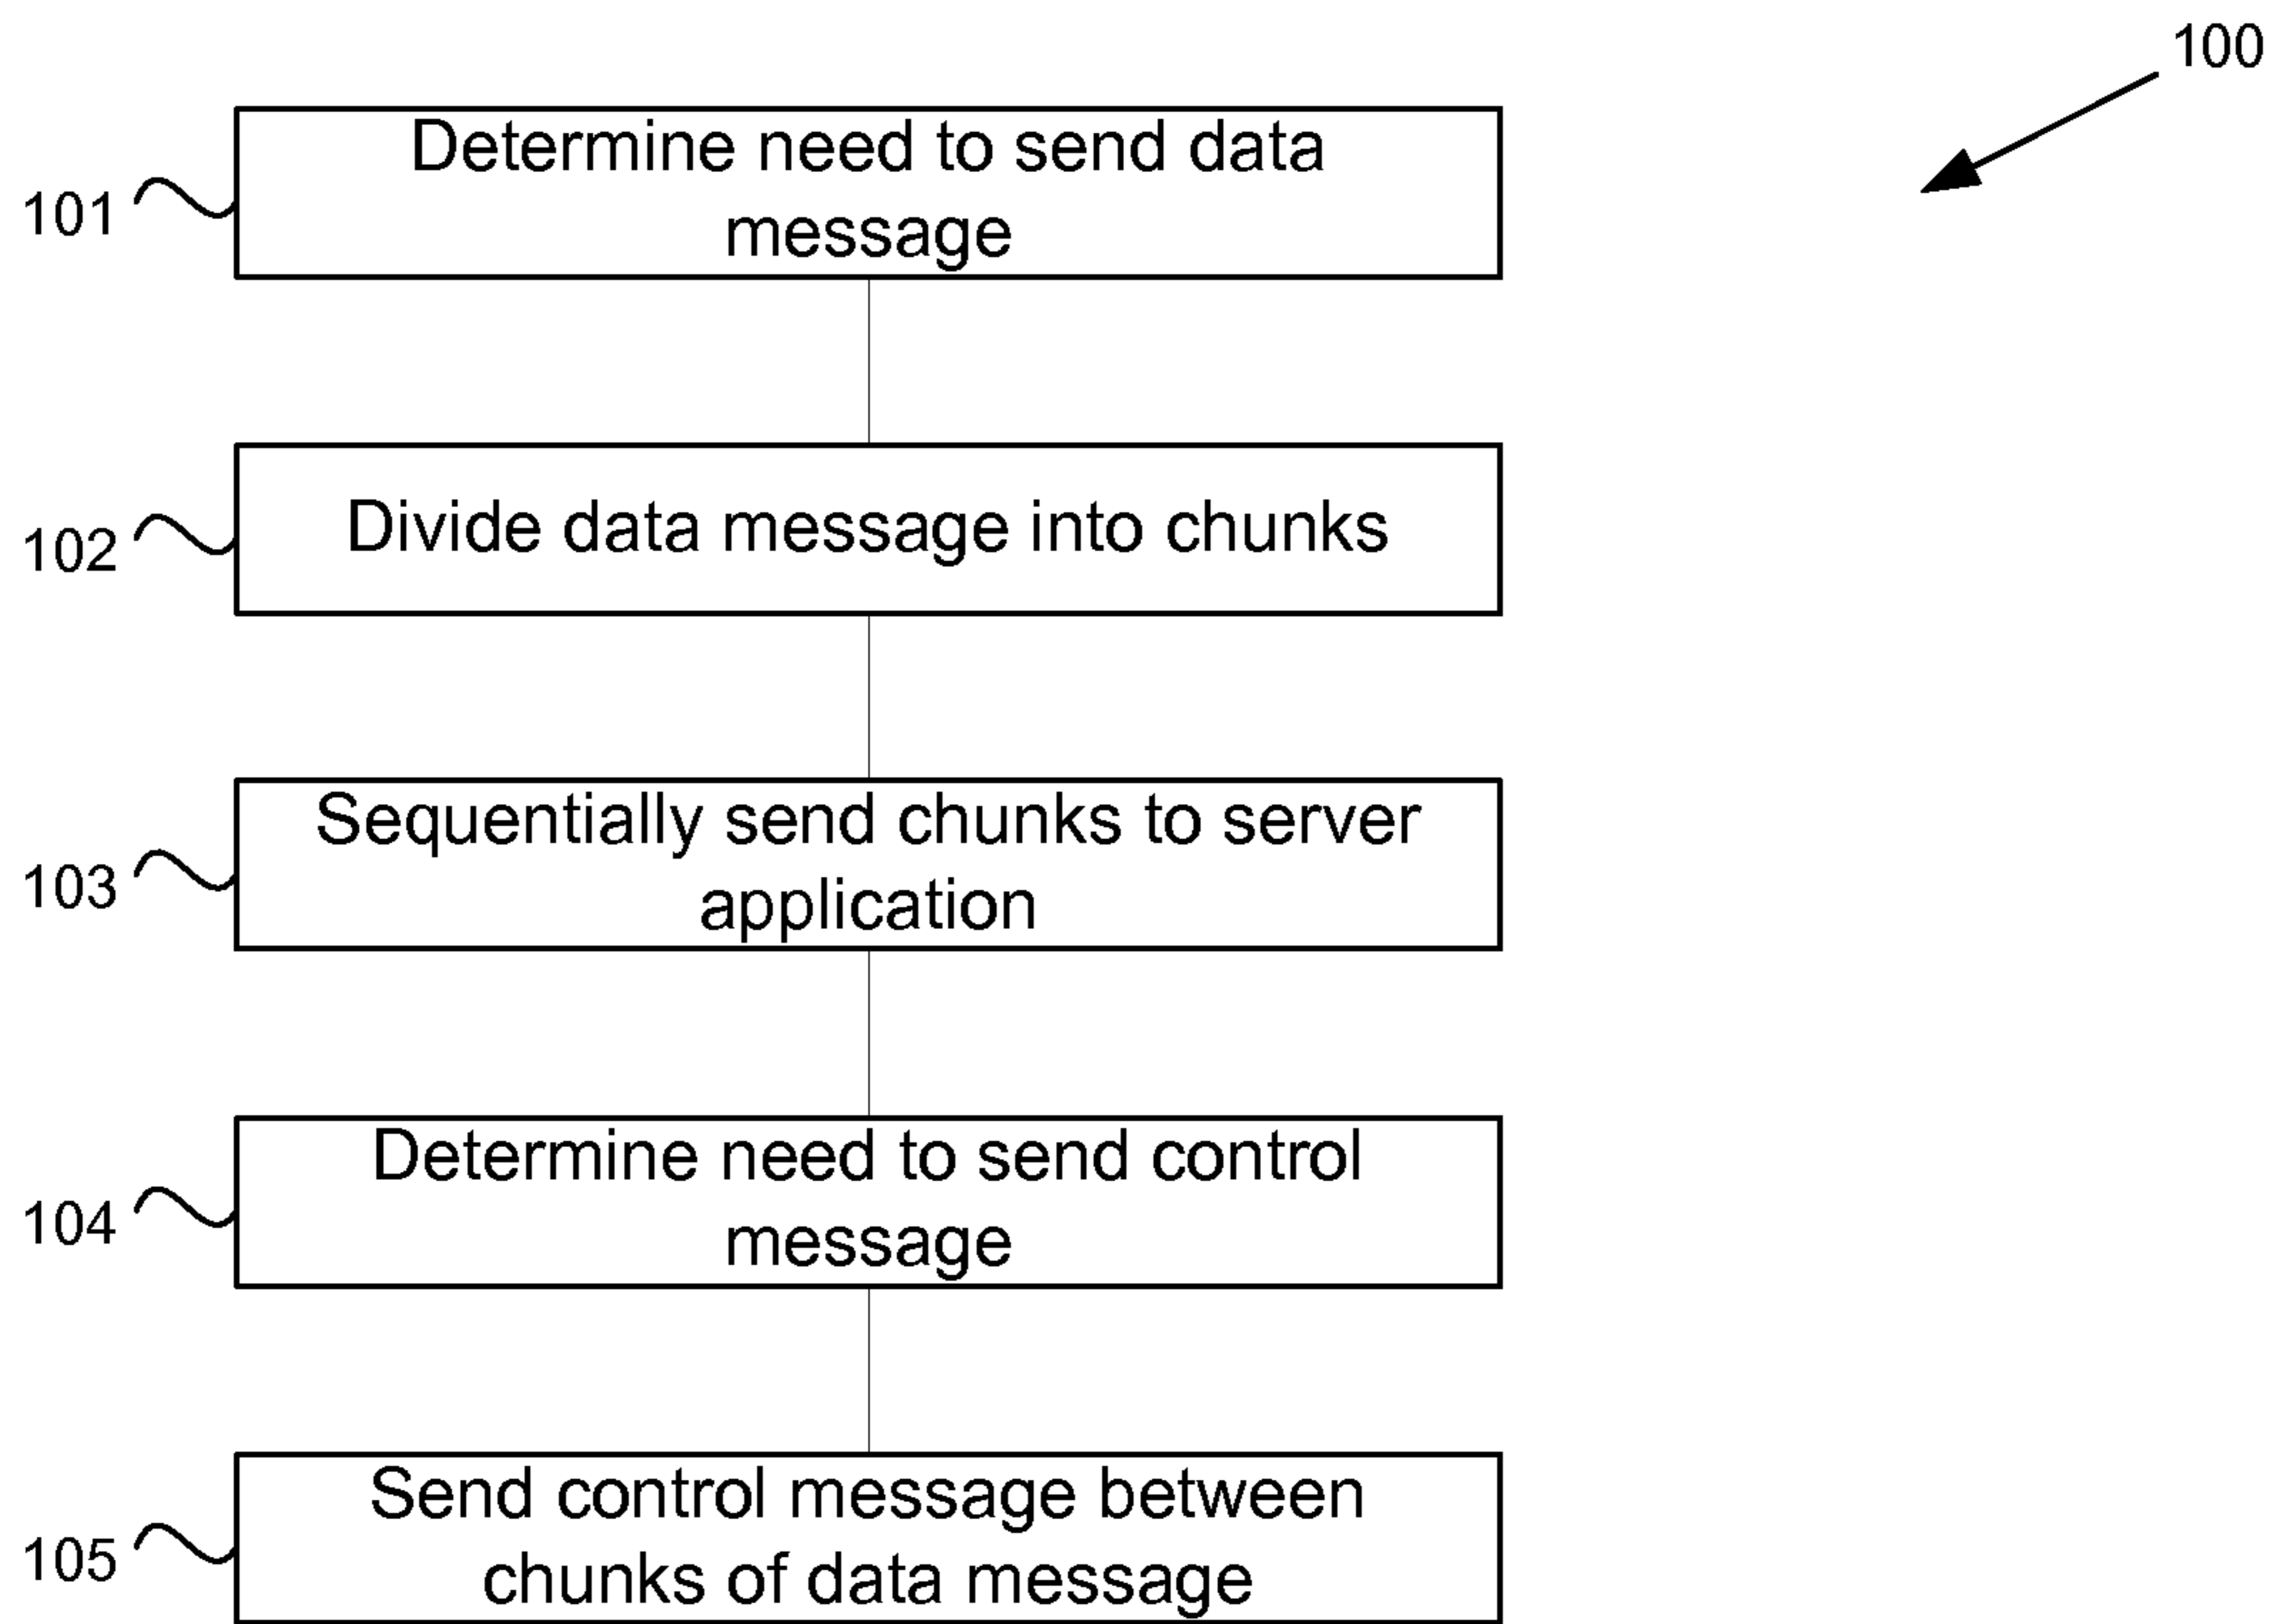 100
Determine need to send data
message
101
Divide data message into chunks
102
Sequentially send chunks to server
application
103
Determine need to send control
message
104
Send control message between
chunks of data message
105